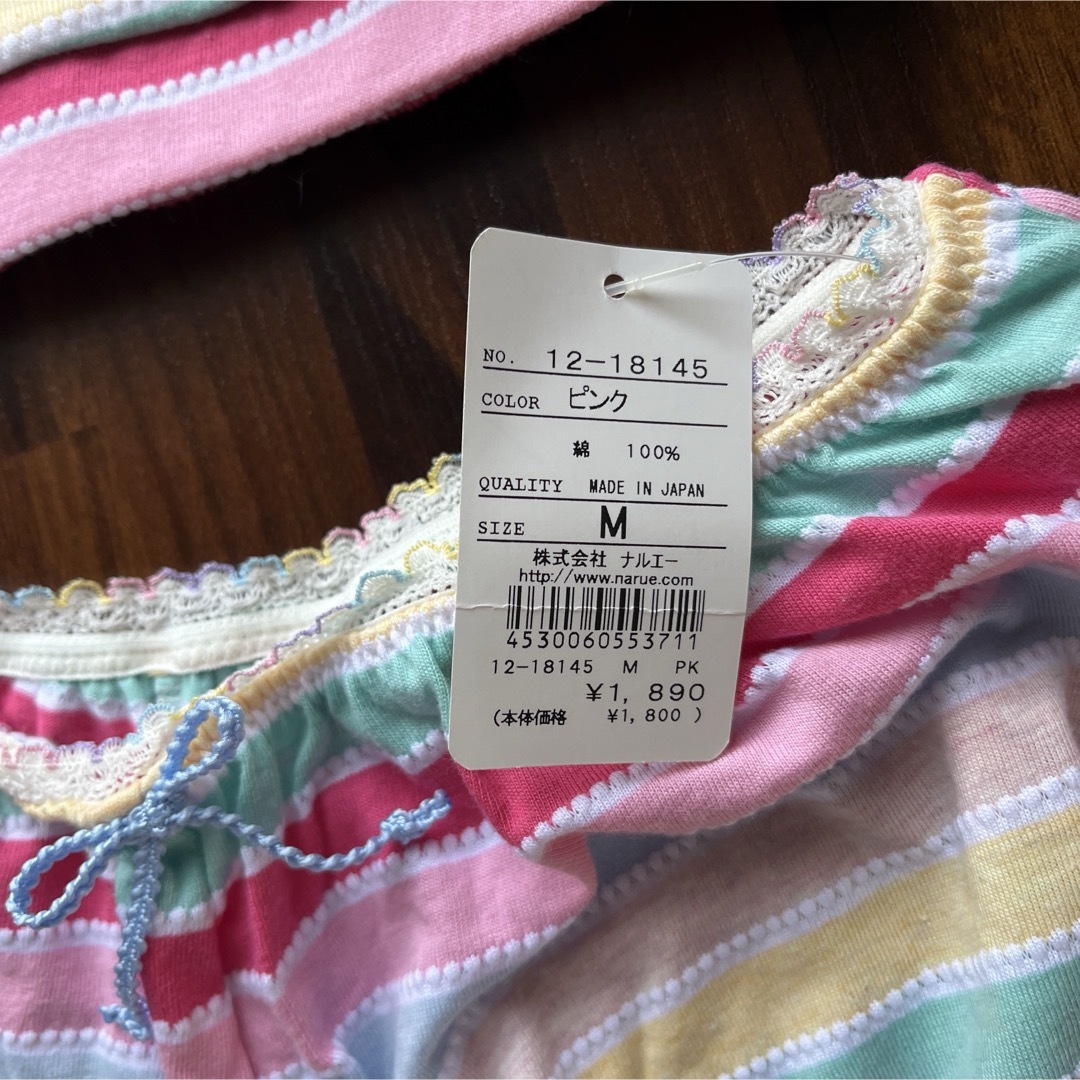 NO. 12-18145
COLOR ピンク
綿 100%
QUALITY MADE IN JAPAN
SIZE M
株式会社 ナルエー
http://www.narue.com
4530060553711
12-18145 M PK
¥1, 890
(本体価格 ¥1, 800 )